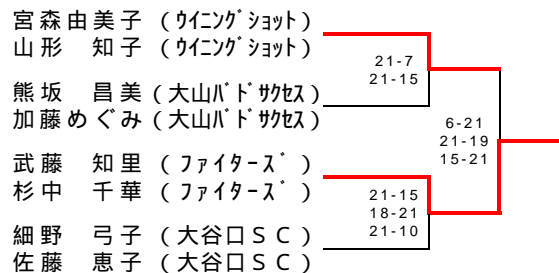 宮森由美子（ｳｲﾆﾝｸﾞｼｮｯﾄ）
山形　知子（ｳｲﾆﾝｸﾞｼｮｯﾄ）
21-7
21-15
熊坂　昌美（大山ﾊﾞﾄﾞｻｸｾｽ）
加藤めぐみ（大山ﾊﾞﾄﾞｻｸｾｽ）
6-21
21-19
15-21
武藤　知里（ﾌｧｲﾀｰｽﾞ）
杉中　千華（ﾌｧｲﾀｰｽﾞ）
21-15
18-21
21-10
細野　弓子（大谷口ＳＣ）
佐藤　恵子（大谷口ＳＣ）